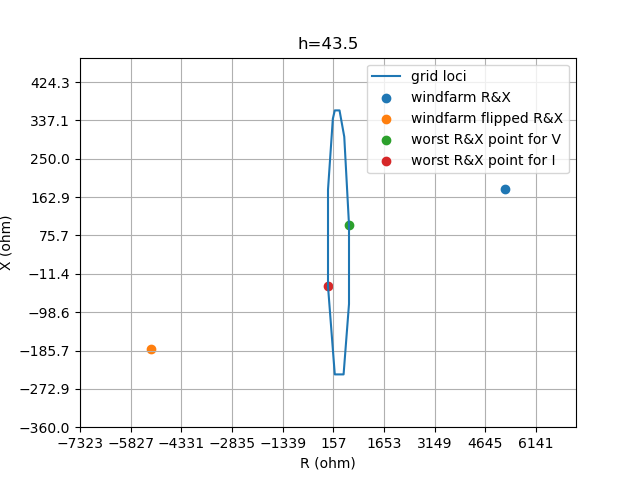 h=43.5
grid loci
windfarm R&X
windfarm flipped R&X
worst R&X point for V
worst R&X point for I
424.3
337.1
250.0
162.9
75.7
−11.4
−98.6
−185.7
−272.9
−360.0
X (ohm)
−7323 −5827 −4331 −2835 −1339 157 1653 3149 4645 6141
R (ohm)